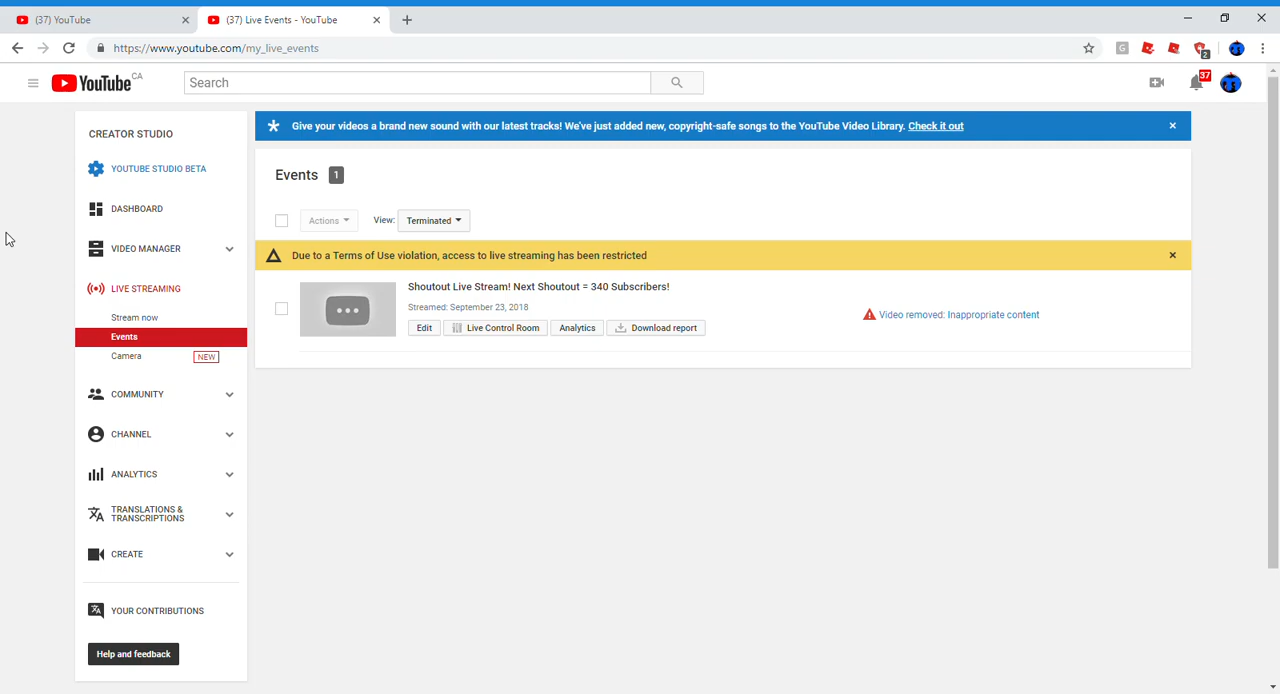 (37) YouTube
(37) Live Events - YouTube
https://www.youtube.com/my_live_events
2
YouTube CA
Search
37
CREATOR STUDIO
YOUTUBE STUDIO BETA
DASHBOARD
VIDEO MANAGER
LIVE STREAMING
Stream now
Events
Camera NEW
COMMUNITY
CHANNEL
ANALYTICS
TRANSLATIONS &
TRANSCRIPTIONS
CREATE
YOUR CONTRIBUTIONS
Help and feedback
Give your videos a brand new sound with our latest tracks! We've just added new, copyright-safe songs to the YouTube Video Library. Check it out
Events 1
Actions View: Terminated
Due to a Terms of Use violation, access to live streaming has been restricted
Shoutout Live Stream! Next Shoutout = 340 Subscribers!
Streamed: September 23, 2018
Edit Live Control Room Analytics Download report
Video removed: Inappropriate content